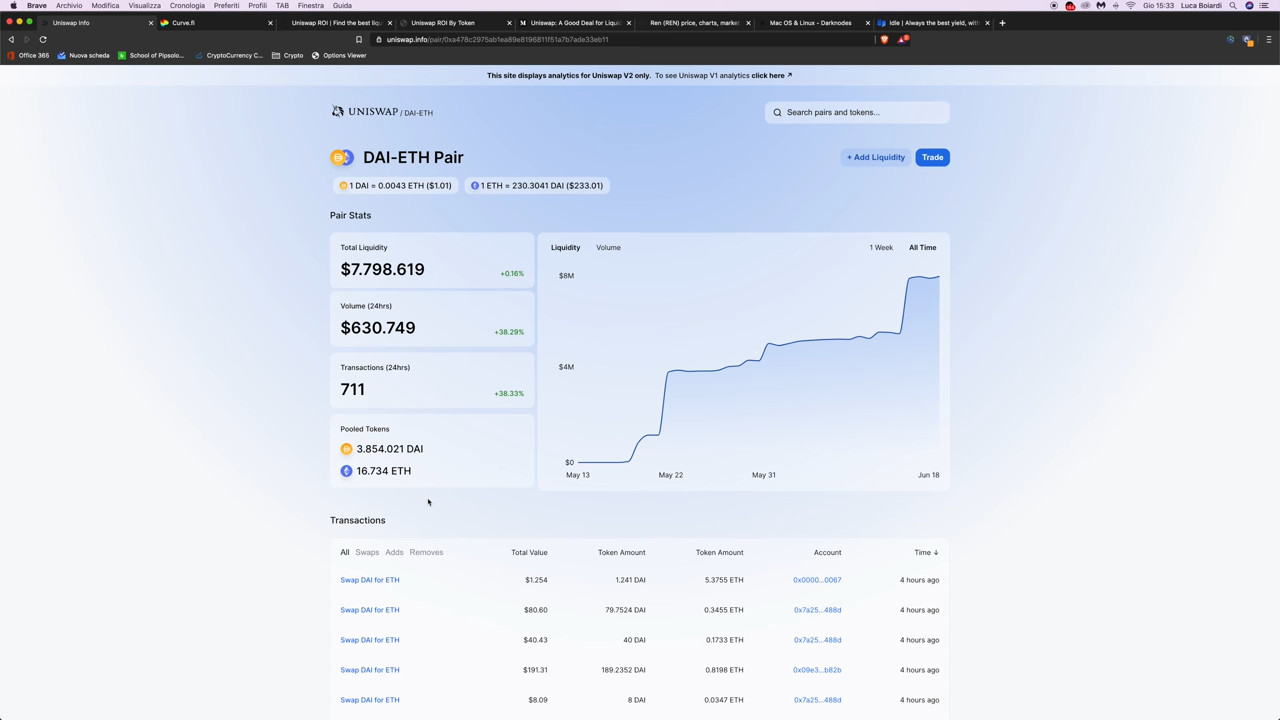 Brave Archivio Modifica Visualizza Cronologia Preferiti Profili TAB Finestra Guida Gio 15:33 Luca Boiardi
Uniswap Info Curve.fi Uniswap ROI | Find the best liqu Uniswap ROI By Token Uniswap: A Good Deal for Liquid Ren (REN) price, charts, market Mac OS & Linux - Darknodes Idle | Always the best yield, with
uniswap.info/pair/0xa478c2975ab1ea89e8196811f51a7b7ade33eb11
Office 365 Nuova scheda School of Pipsolo... CryptoCurrency C... Crypto Options Viewer
This site displays analytics for Uniswap V2 only. To see Uniswap V1 analytics click here ↗
UNISWAP / DAI-ETH
Search pairs and tokens...
DAI-ETH Pair
+ Add Liquidity Trade
1 DAI = 0.0043 ETH ($1.01) 1 ETH = 230.3041 DAI ($233.01)
Pair Stats
Total Liquidity
$7.798.619 +0.16%
Volume (24hrs)
$630.749 +38.29%
Transactions (24hrs)
711 +38.33%
Pooled Tokens
3.854.021 DAI
16.734 ETH
Liquidity Volume 1 Week All Time
$8M
$4M
$0
May 13 May 22 May 31 Jun 18
Transactions
All Swaps Adds Removes Total Value Token Amount Token Amount Account Time ↓
Swap DAI for ETH $1.254 1.241 DAI 5.3755 ETH 0x0000...0067 4 hours ago
Swap DAI for ETH $80.60 79.7524 DAI 0.3455 ETH 0x7a25...488d 4 hours ago
Swap DAI for ETH $40.43 40 DAI 0.1733 ETH 0x7a25...488d 4 hours ago
Swap DAI for ETH $191.31 189.2352 DAI 0.8198 ETH 0x09e3...b82b 4 hours ago
Swap DAI for ETH $8.09 8 DAI 0.0347 ETH 0x7a25...488d 4 hours ago